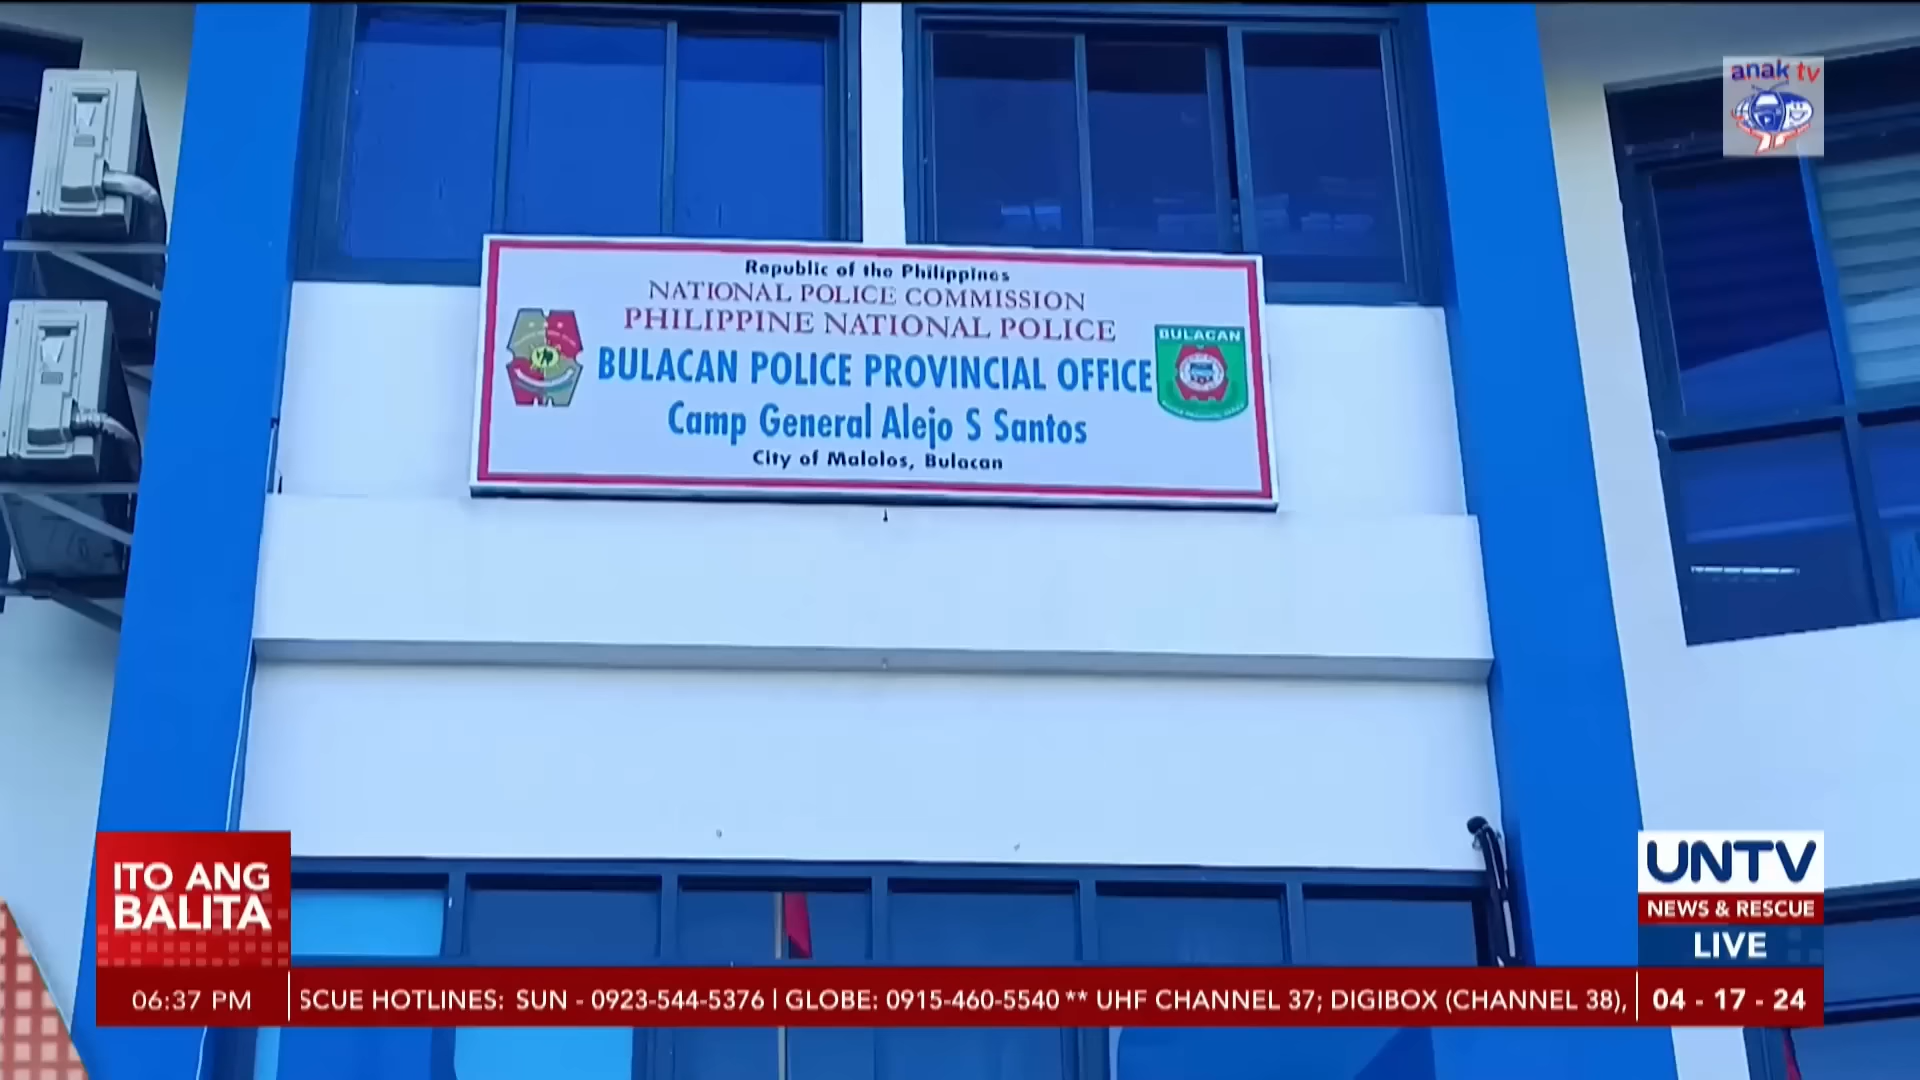 anak tv
Republic of the Philippines
NATIONAL POLICE COMMISSION
PHILIPPINE NATIONAL POLICE
BULACAN POLICE PROVINCIAL OFFICE
BULACAN
Camp General Alejo S Santos
City of Malolos, Bulacan
ITO ANG
BALITA
UNTV
NEWS & RESCUE
LIVE
06:37 PM
SCUE HOTLINES: SUN - 0923-544-5376 | GLOBE: 0915-460-5540 ** UHF CHANNEL 37; DIGIBOX (CHANNEL 38),
04 - 17 - 24